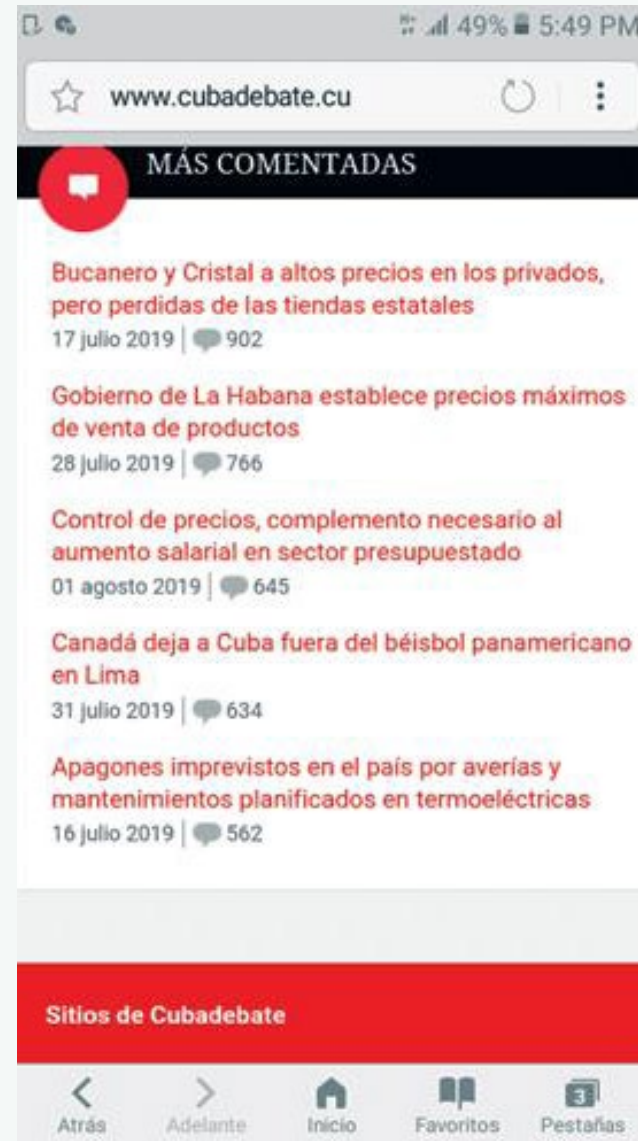 49% 5:49 PM
www.cubadebate.cu
MÁS COMENTADAS
Bucanero y Cristal a altos precios en los privados,
pero perdidas de las tiendas estatales
17 julio 2019 | 902
Gobierno de La Habana establece precios máximos
de venta de productos
28 julio 2019 | 766
Control de precios, complemento necesario al
aumento salarial en sector presupuestado
01 agosto 2019 | 645
Canadá deja a Cuba fuera del béisbol panamericano
en Lima
31 julio 2019 | 634
Apagones imprevistos en el país por averías y
mantenimientos planificados en termoeléctricas
16 julio 2019 | 562
Sitios de Cubadebate
3
Atrás Adelante Inicio Favoritos Pestañas